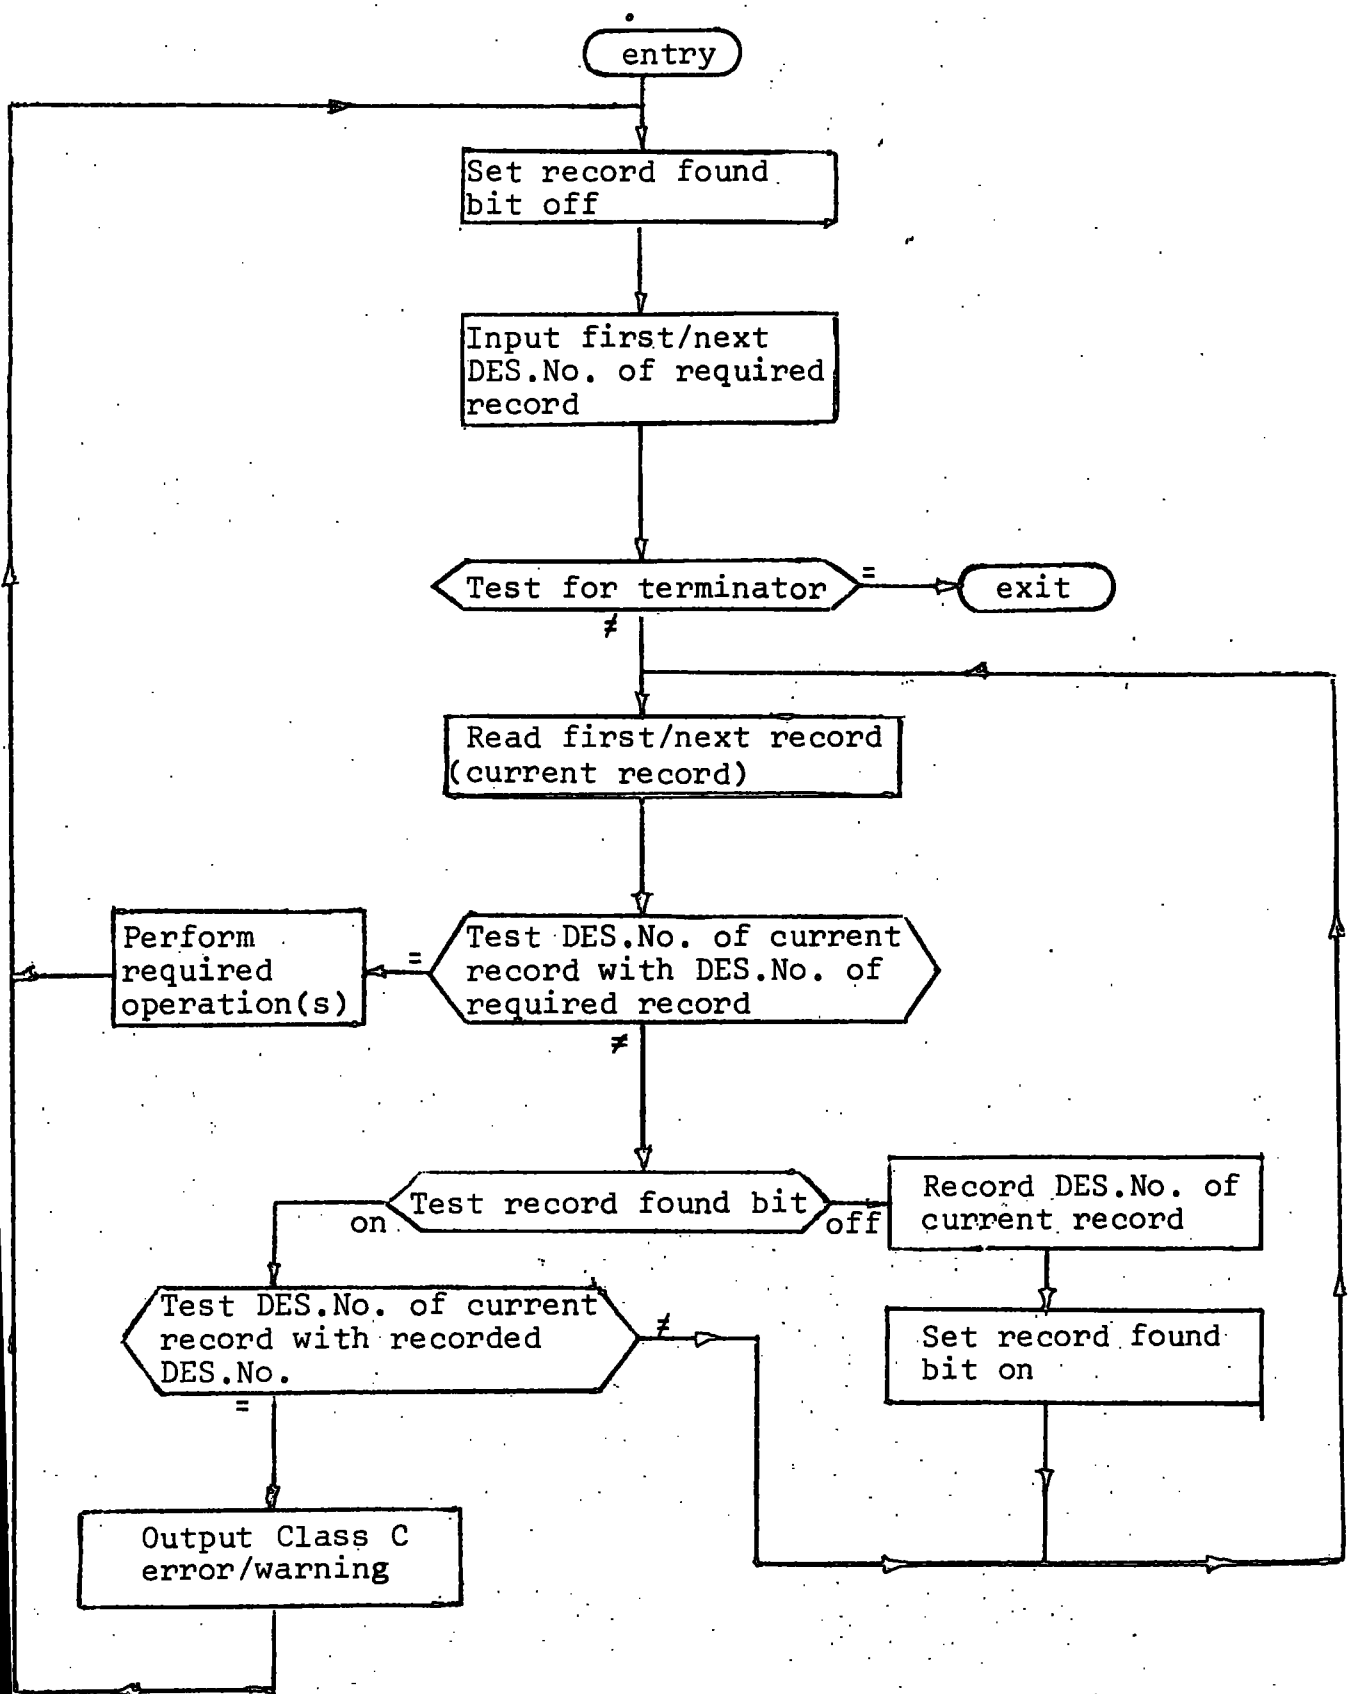 entry
Set record found
bit off
Input first/next
DES.No. of required
record
Test for terminator
=
exit
≠
Read first/next record
(current record)
Perform
required
operation(s)
=
Test DES.No. of current
record with DES.No. of
required record
≠
Test record found bit
on
off
Record DES.No. of
current record
Test DES.No. of current
record with recorded
DES.No.
≠
=
Set record found
bit on
Output Class C
error/warning